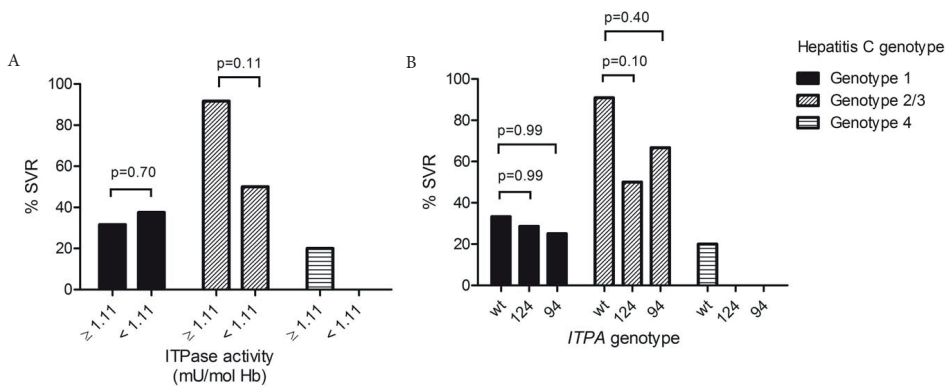 A
p=0.11
p=0.70
100
80
60
40
20
0
% SVR
≥ 1.11
< 1.11
≥ 1.11
< 1.11
≥ 1.11
< 1.11
ITPase activity
(mU/mol Hb)
B
p=0.40
p=0.10
p=0.99
p=0.99
100
80
60
40
20
0
% SVR
wt
124
94
wt
124
94
wt
124
94
ITPA genotype
Hepatitis C genotype
Genotype 1
Genotype 2/3
Genotype 4